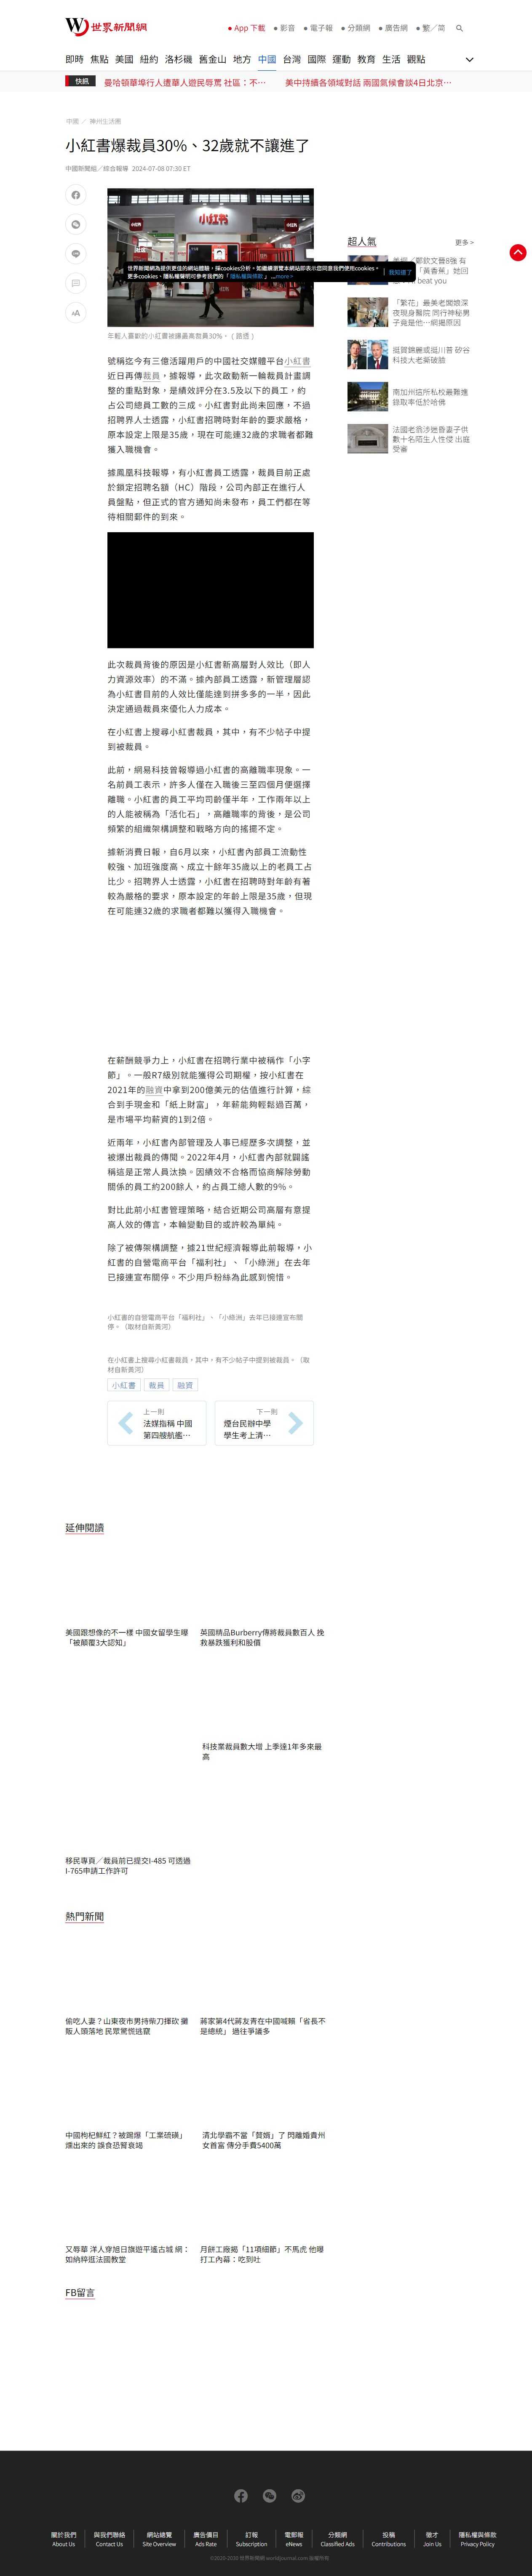 世界新聞網
App 下載
影音
電子報
分類網
廣告網
繁／简
即時 焦點 美國 紐約 洛杉磯 舊金山 地方 中國 台灣 國際 運動 教育 生活 觀點
快訊
曼哈頓華埠行人遭華人遊民辱罵 社區：不…
美中持續各領域對話 兩國氣候會談4日北京…
中國 ／ 神州生活圈
小紅書爆裁員30%、32歲就不讓進了
中國新聞組／綜合報導 2024-07-08 07:30 ET
小紅書
世界新聞網為提供更佳的網站體驗，採cookies分析。如繼續瀏覽本網站即表示您同意我們使用cookies。
更多cookies、隱私權聲明可參考我們的「隱私權與條款」 ...more。
我知道了
年輕人喜歡的小紅書被讓裹高裁員30%。（路透）
號稱迄今有三億活躍用戶的中國社交媒體平台小紅書
近日再傳裁員，據報導，此次啟動新一輪裁員計畫調
整的重點對象，是績效評分在3.5及以下的員工，約
占公司總員工數的三成。小紅書對此尚未回應，不過
招聘界人士透露，小紅書招聘時對年齡的要求嚴格，
原本設定上限是35歲，現在可能連32歲的求職者都難
獲入職機會。
據鳳凰科技報導，有小紅書員工透露，裁員目前正處
於鎖定招聘名額（HC）階段，公司內部正在進行人
員盤點，但正式的官方通知尚未發布，員工們都在等
待相關郵件的到來。
此次裁員背後的原因是小紅書新高層對人效比（即人
力資源效率）的不滿。據內部員工透露，新管理層認
為小紅書目前的人效比僅能達到拼多多的一半，因此
決定通過裁員來優化人力成本。
在小紅書上搜尋小紅書裁員，其中，有不少帖子中提
到被裁員。
此前，網易科技曾報導過小紅書的高離職率現象。一
名前員工表示，許多人僅在入職後三至四個月便選擇
離職。小紅書的員工平均司齡僅半年，工作兩年以上
的人能被稱為「活化石」，高離職率的背後，是公司
頻繁的組織架構調整和戰略方向的搖擺不定。
據新消費日報，自6月以來，小紅書內部員工流動性
較強、加班強度高、成立十餘年35歲以上的老員工占
比少。招聘界人士透露，小紅書在招聘時對年齡有著
較為嚴格的要求，原本設定的年齡上限是35歲，但現
在可能連32歲的求職者都難以獲得入職機會。
在薪酬競爭力上，小紅書在招聘行業中被稱作「小字
節」。一般R7級別就能獲得公司期權，按小紅書在
2021年的融資中拿到200億美元的估值進行計算，綜
合到手現金和「紙上財富」，年薪能夠輕鬆過百萬，
是市場平均薪資的1到2倍。
近兩年，小紅書內部管理及人事已經歷多次調整，並
被爆出裁員的傳聞。2022年4月，小紅書內部就闢謠
稱這是正常人員汰換。因績效不合格而協商解除勞動
關係的員工約200餘人，約占員工總人數的9%。
對比此前小紅書管理策略，結合近期公司高層有意提
高人效的傳言，本輪變動目的或許較為單純。
除了被傳架構調整，據21世紀經濟報導此前報導，小
紅書的自營電商平台「福利社」、「小綠洲」在去年
已接連宣布關停。不少用戶粉絲為此感到惋惜。
小紅書的自營電商平台「福利社」、「小綠洲」去年已接連宣布關
停。（取材自新黃河）
在小紅書上搜尋小紅書裁員，其中，有不少帖子中提到被裁員。（取
材自新黃河）
小紅書 裁員 融資
上一則
法媒指稱 中國
第四艘航艦…
下一則
煙台民辦中學
學生考上清…
超人氣
更多 >
美網／鄭欽文晉8強 有
「黃香蕉」她回
beat you
「繁花」最美老闆娘深
夜現身醫院 同行神秘男
子竟是他…網揭原因
挺賀錦麗或挺川普 矽谷
科技大老撕破臉
南加州這所私校最難進
錄取率低於哈佛
法國老翁涉迷昏妻子供
數十名陌生人性侵 出庭
受審
延伸閱讀
美國跟想像的不一樣 中國女留學生曝
「被顛覆3大認知」
英國精品Burberry傳將裁員數百人 挽
救暴跌獲利和股價
科技業裁員數大增 上季達1年多來最
高
移民專頁／裁員前已提交I-485 可透過
I-765申請工作許可
熱門新聞
偷吃人妻？山東夜市男持柴刀揮砍 攤
販人頭落地 民眾驚慌逃竄
蔣家第4代蔣友青在中國喊賴「省長不
是總統」 過往爭議多
中國枸杞鮮紅？被踢爆「工業硫磺」
燻出來的 誤食恐腎衰竭
清北學霸不當「贅婿」了 閃離婚貴州
女首富 傳分手費5400萬
又辱華 洋人穿旭日旗遊平遙古城 網：
如納粹逛法國教堂
月餅工廠揭「11項細節」不馬虎 他曝
打工內幕：吃到吐
FB留言
關於我們 與我們聯絡 網站總覽 廣告價目 訂報 電郵報 分類網 投稿 徵才 隱私權與條款
About Us Contact Us Site Overview Ads Rate Subscription eNews Classified Ads Contributions Join Us Privacy Policy